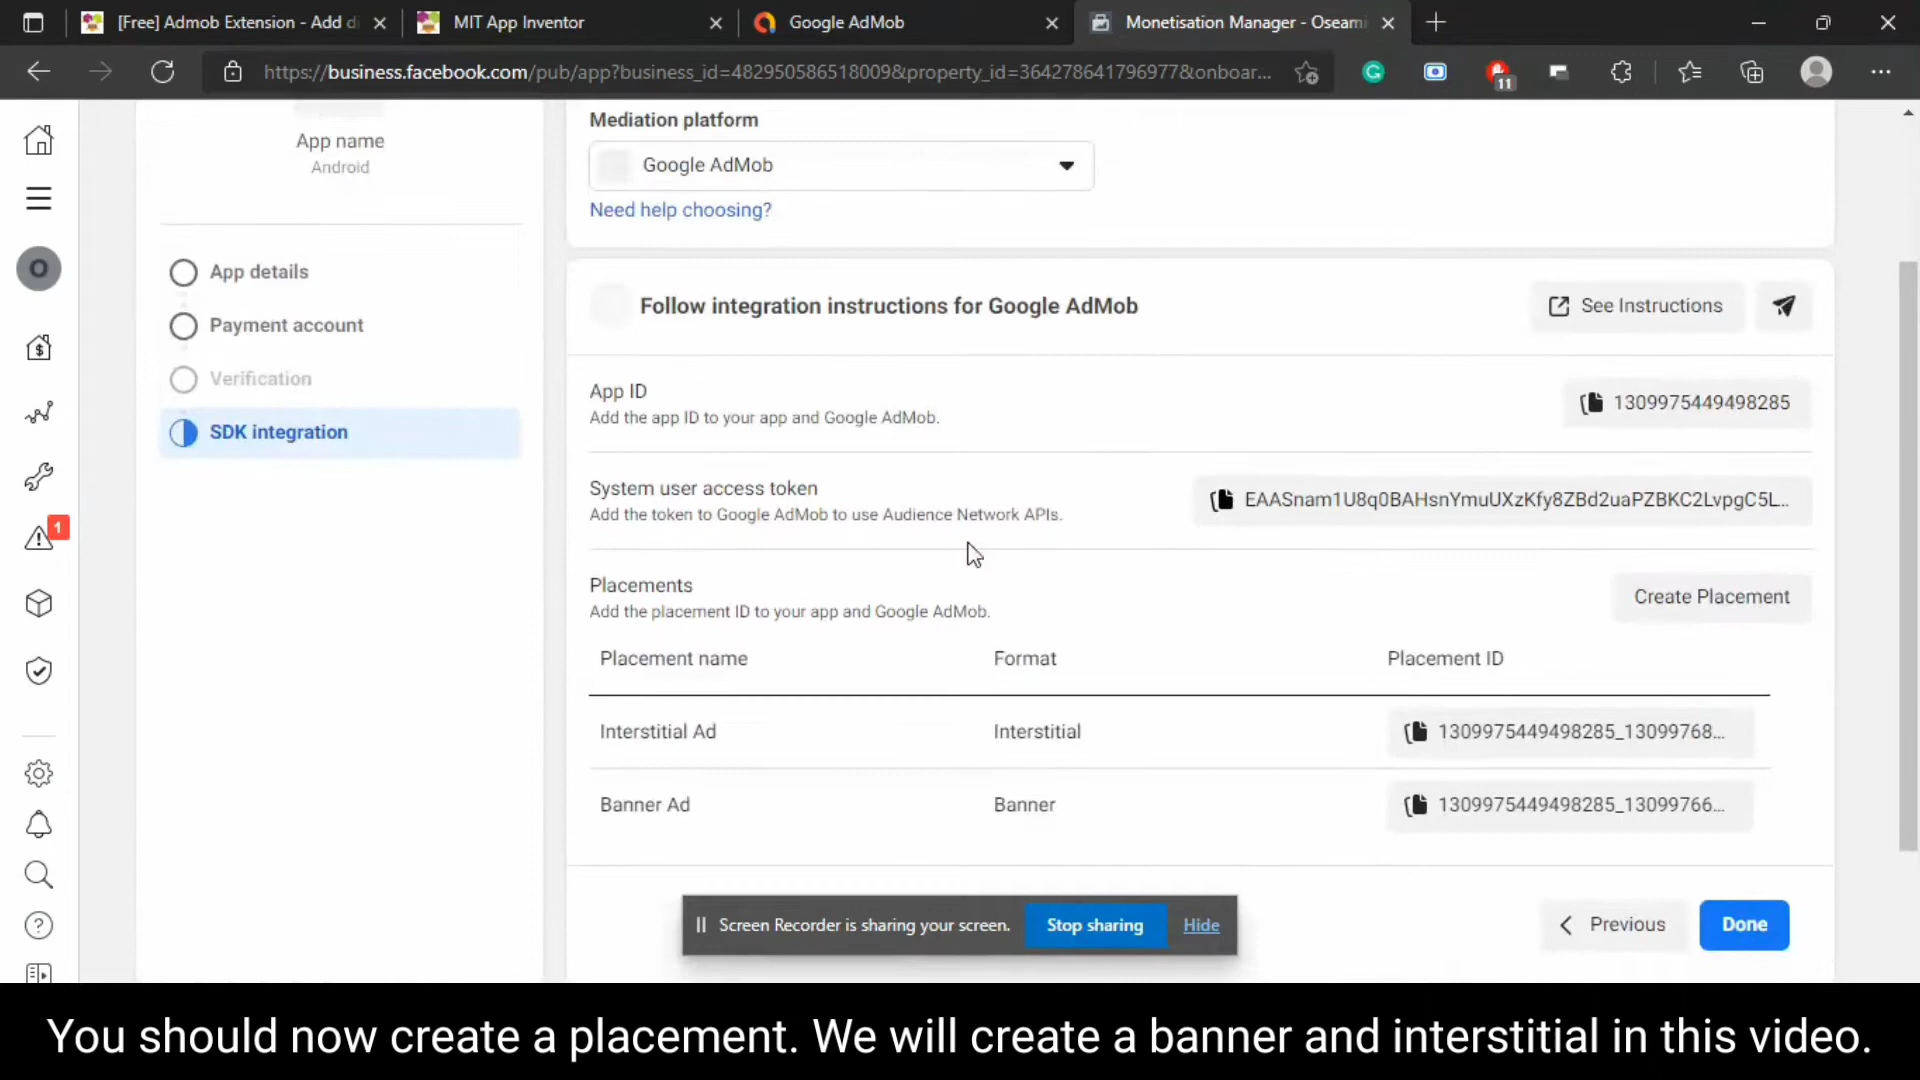 [Free] Admob Extension - Add di
MIT App Inventor
Google AdMob
Monetisation Manager - Oseami
https://business.facebook.com/pub/app?business_id=482950586518009&property_id=364278641796977&onboar...
11
App name
Android
Mediation platform
Google AdMob
Need help choosing?
O
App details
Payment account
Verification
SDK integration
1
Follow integration instructions for Google AdMob
See Instructions
App ID
Add the app ID to your app and Google AdMob.
1309975449498285
System user access token
Add the token to Google AdMob to use Audience Network APIs.
EAASnam1U8q0BAHsnYmuUXzKfy8ZBd2uaPZBKC2LvpgC5L...
Placements
Add the placement ID to your app and Google AdMob.
Create Placement
Placement name Format Placement ID
Interstitial Ad Interstitial 1309975449498285_13099768...
Banner Ad Banner 1309975449498285_13099766...
Screen Recorder is sharing your screen. Stop sharing Hide
Previous
Done
You should now create a placement. We will create a banner and interstitial in this video.